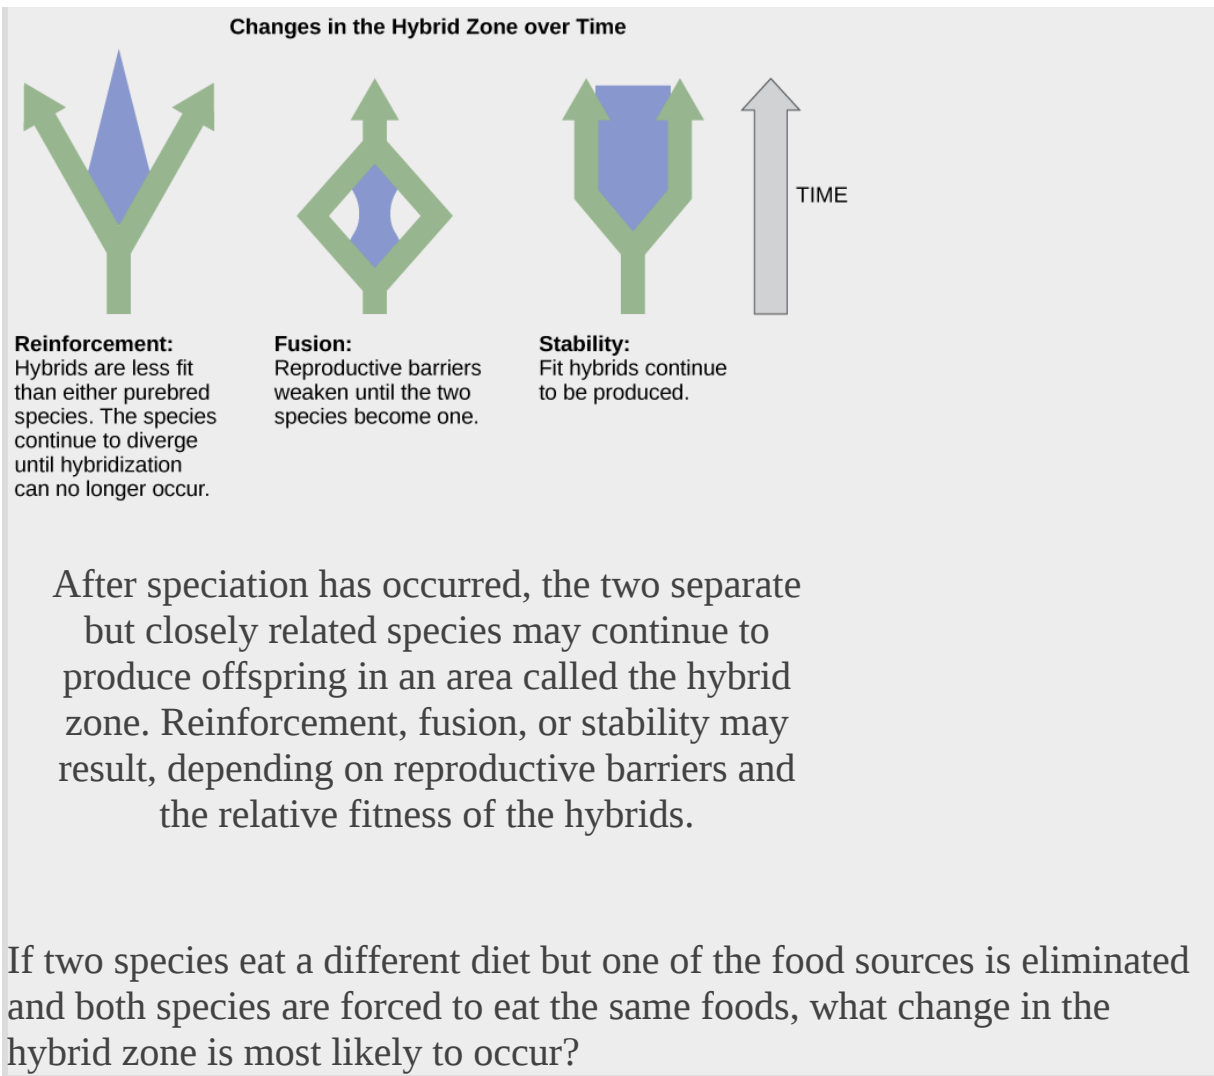 Changes in the Hybrid Zone over Time
TIME
Reinforcement:
Hybrids are less fit
than either purebred
species. The species
continue to diverge
until hybridization
can no longer occur.
Fusion:
Reproductive barriers
weaken until the two
species become one.
Stability:
Fit hybrids continue
to be produced.
After speciation has occurred, the two separate
but closely related species may continue to
produce offspring in an area called the hybrid
zone. Reinforcement, fusion, or stability may
result, depending on reproductive barriers and
the relative fitness of the hybrids.
If two species eat a different diet but one of the food sources is eliminated
and both species are forced to eat the same foods, what change in the
hybrid zone is most likely to occur?